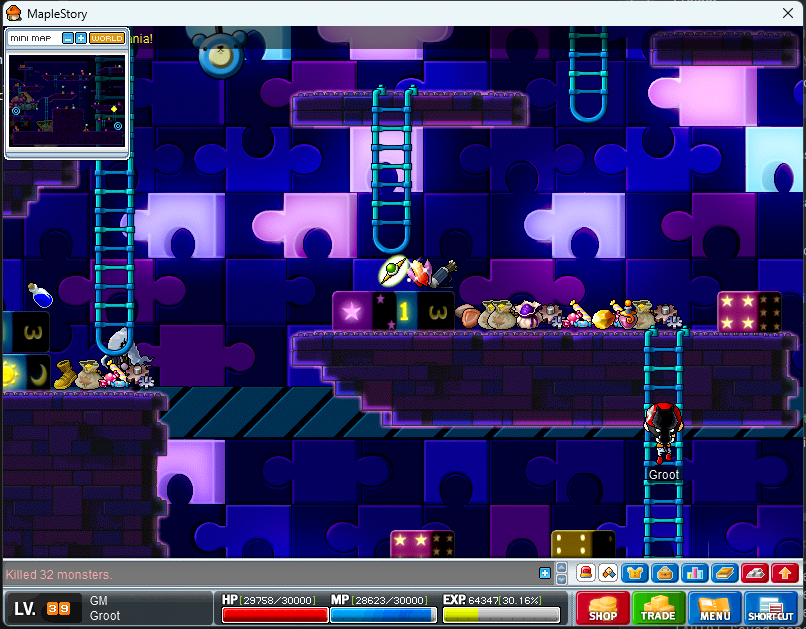 MapleStory
MINI MAP
WORLD
ania!
1
Groot
Killed 32 monsters.
LV. 39
GM
Groot
HP[29758/30000]
MP[28623/30000]
EXP. 64347[30.16%]
SHOP
TRADE
MENU
SHORT CUT